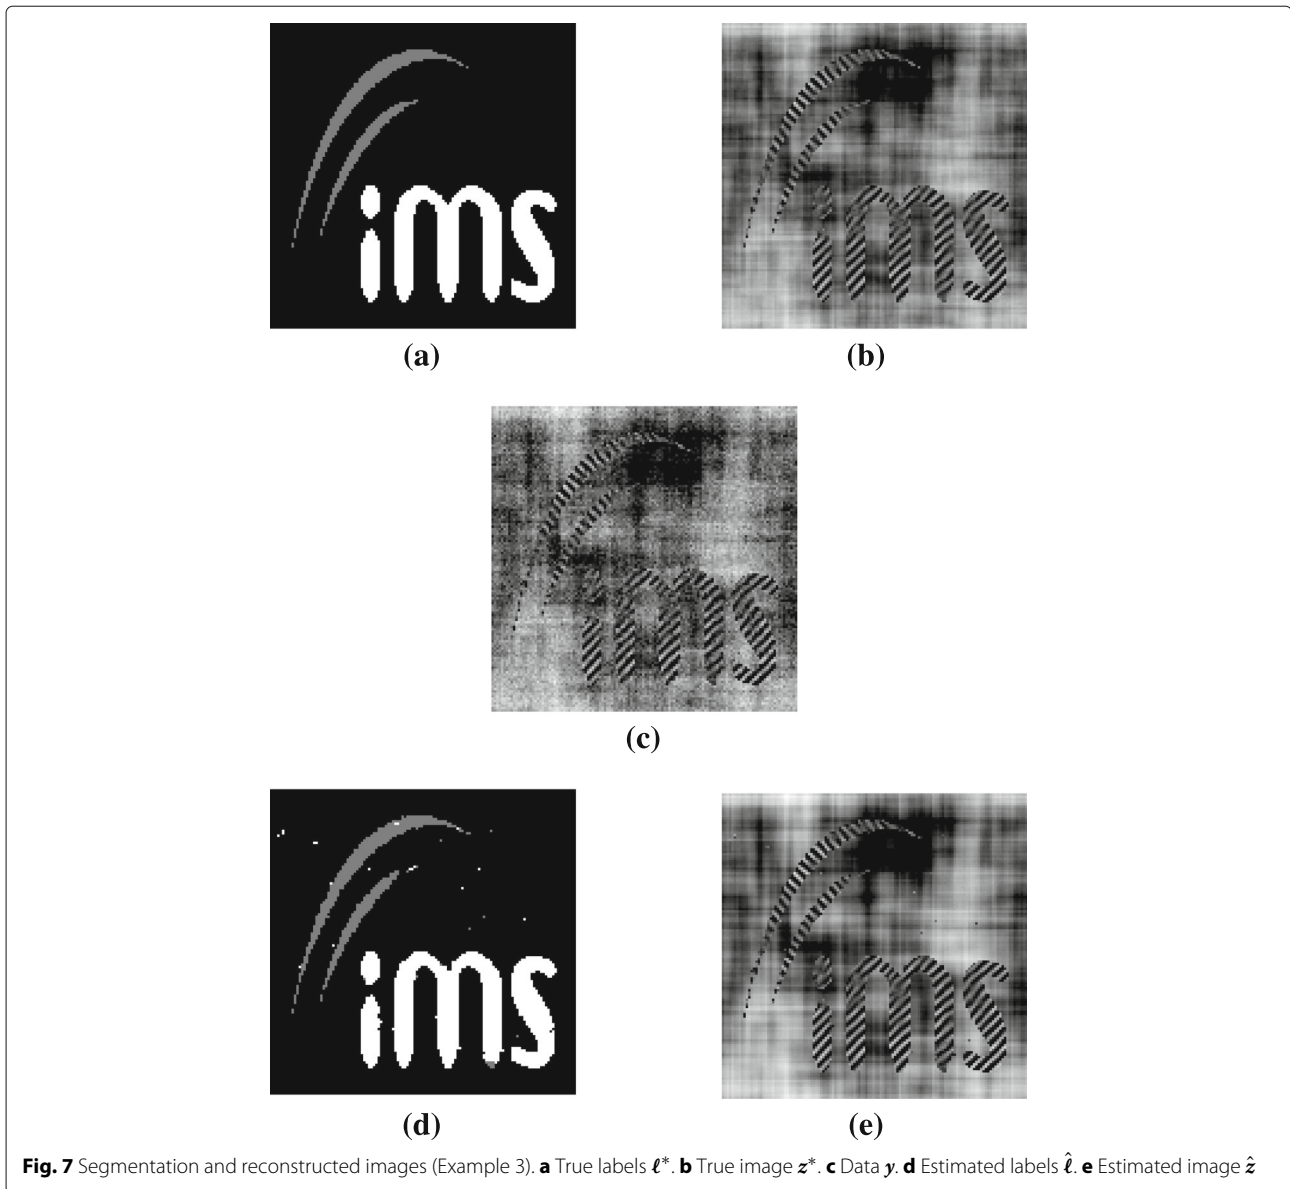 ims
(a)
ims
(b)
ims
(c)
ims
(d)
ims
(e)
Fig. 7 Segmentation and reconstructed images (Example 3). a True labels ℓ*. b True image z*. c Data y. d Estimated labels ℓ̂. e Estimated image ẑ